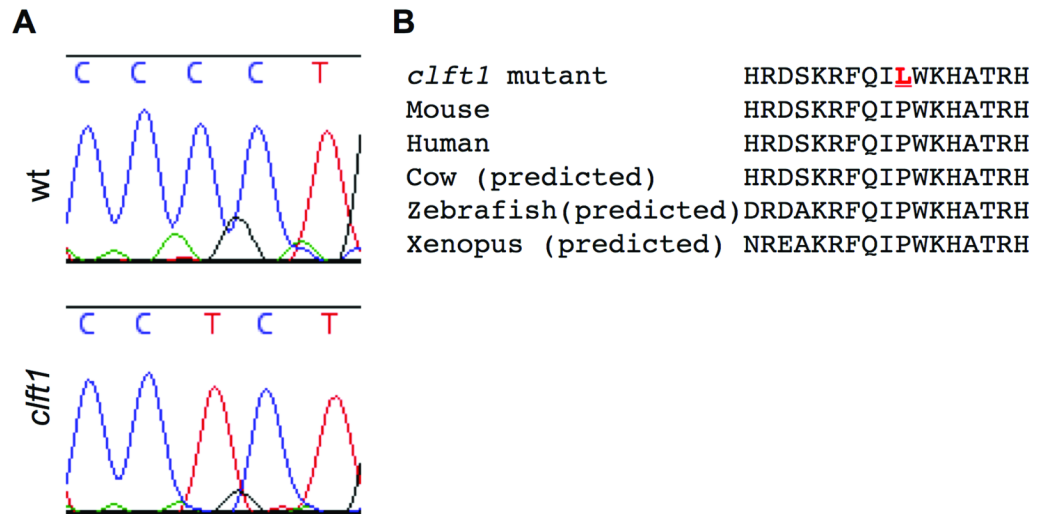 A
C C C C T
wt
C C T C T
clft1
B
clft1 mutant HRDSKRFQILWKHATRH
Mouse HRDSKRFQIPWKHATRH
Human HRDSKRFQIPWKHATRH
Cow (predicted) HRDSKRFQIPWKHATRH
Zebrafish(predicted)DRDAKRFQIPWKHATRH
Xenopus (predicted) NREAKRFQIPWKHATRH